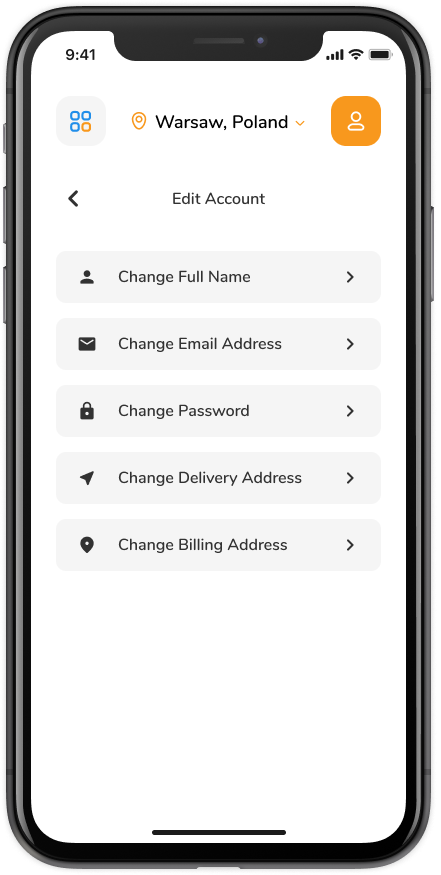 9:41
Warsaw, Poland
Edit Account
Change Full Name
Change Email Address
Change Password
Change Delivery Address
Change Billing Address